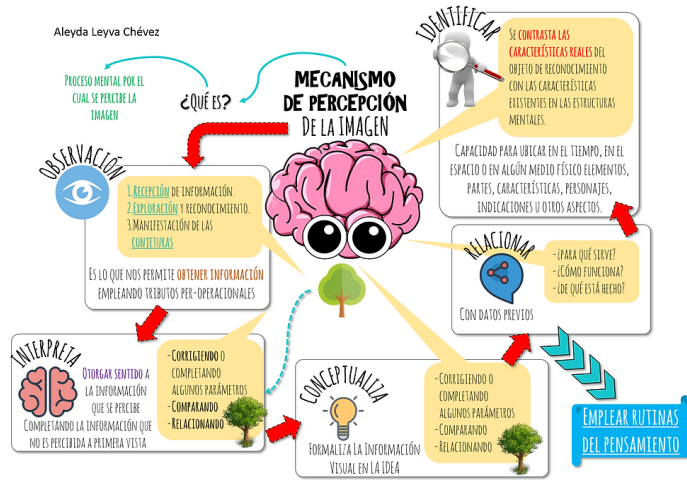 Aleyda Leyva Chévez
MECANISMO
DE PERCEPCIÓN
DE LA IMAGEN
¿QUÉ ES?
PROCESO MENTAL POR EL
CUAL SE PERCIBE LA
IMAGEN
OBSERVACIÓN
1.RECEPCIÓN DE INFORMACIÓN.
2.EXPLORACIÓN Y RECONOCIMIENTO.
3.MANIFESTACIÓN DE LAS
CONJETURAS
ES LO QUE NOS PERMITE OBTENER INFORMACIÓN
EMPLEANDO TRIBUTOS PER-OPERACIONALES
INTERPRETA
OTORGAR SENTIDO A
LA INFORMACIÓN
QUE SE PERCIBE
COMPLETANDO LA INFORMACIÓN QUE
NO ES PERCIBIDA A PRIMERA VISTA
-CORRIGIENDO O
COMPLETANDO
ALGUNOS PARÁMETROS
-COMPARANDO
-RELACIONANDO
CONCEPTUALIZA
FORMALIZA LA INFORMACIÓN
VISUAL EN LA IDEA
-CORRIGIENDO O
COMPLETANDO
ALGUNOS PARÁMETROS
-COMPARANDO
-RELACIONANDO
RELACIONAR
CON DATOS PREVIOS
-¿PARA QUÉ SIRVE?
-¿CÓMO FUNCIONA?
-¿DE QUÉ ESTÁ HECHO?
IDENTIFICAR
SE CONTRASTA LAS
CARACTERÍSTICAS REALES DEL
OBJETO DE RECONOCIMIENTO
CON LAS CARACTERÍSTICAS
EXISTENTES EN LAS ESTRUCTURAS
MENTALES.
CAPACIDAD PARA UBICAR EN EL TIEMPO, EN EL
ESPACIO O EN ALGÚN MEDIO FÍSICO ELEMENTOS,
PARTES, CARACTERÍSTICAS, PERSONAJES,
INDICACIONES U OTROS ASPECTOS.
EMPLEAR RUTINAS
DEL PENSAMIENTO